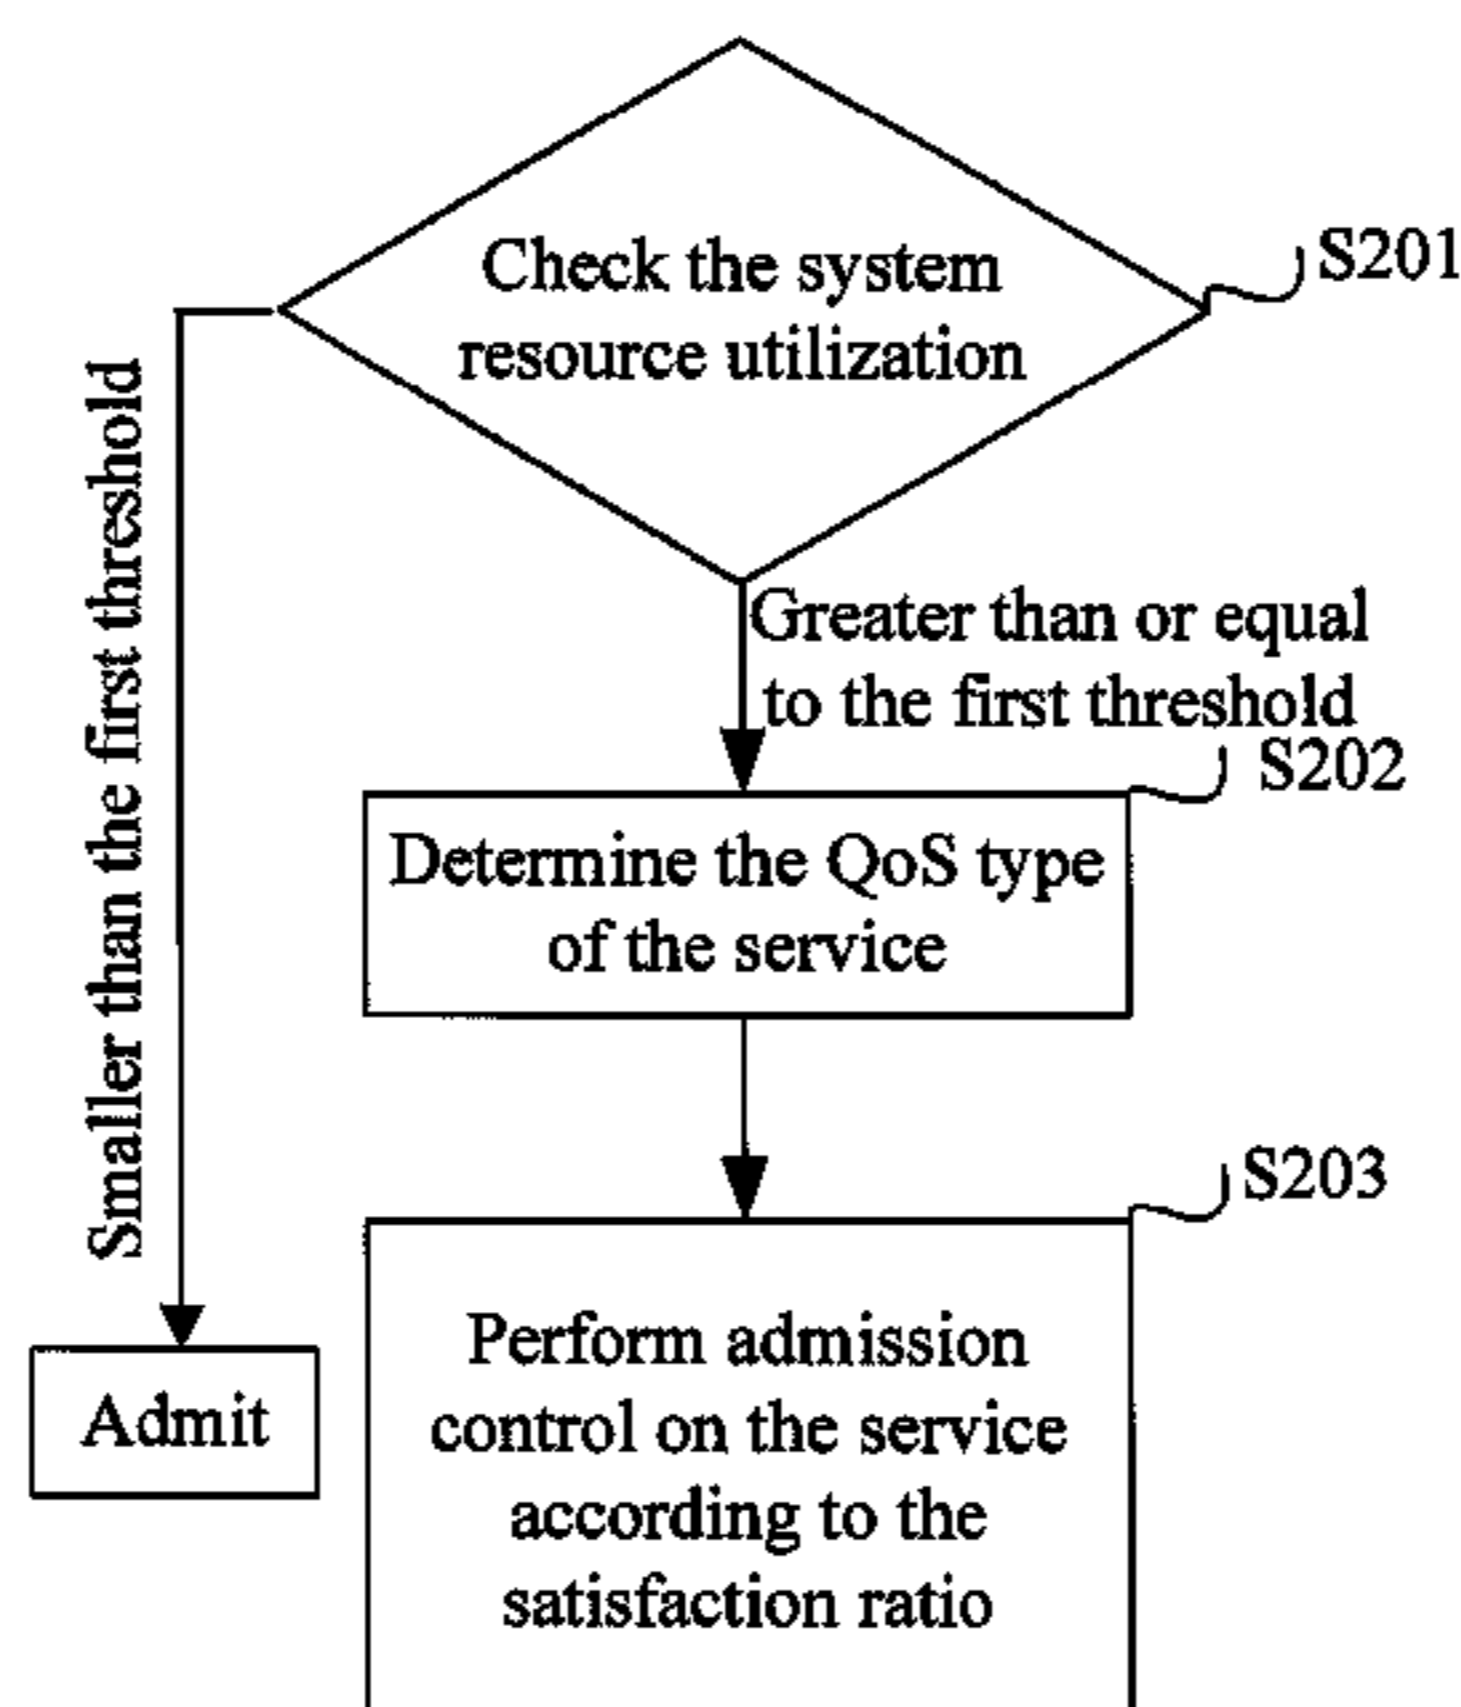 Check the system
resource utilization
S201
Smaller than the first threshold
Greater than or equal
to the first threshold
S202
Determine the QoS type
of the service
S203
Perform admission
control on the service
according to the
satisfaction ratio
Admit